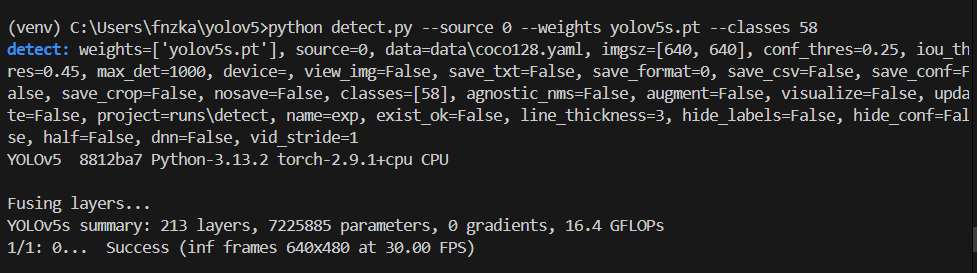 (venv) C:\Users\fnzka\yolov5>python detect.py --source 0 --weights yolov5s.pt --classes 58
detect: weights=['yolov5s.pt'], source=0, data=data\coco128.yaml, imgsz=[640, 640], conf_thres=0.25, iou_th
res=0.45, max_det=1000, device=, view_img=False, save_txt=False, save_format=0, save_csv=False, save_conf=F
alse, save_crop=False, nosave=False, classes=[58], agnostic_nms=False, augment=False, visualize=False, upda
te=False, project=runs\detect, name=exp, exist_ok=False, line_thickness=3, hide_labels=False, hide_conf=Fal
se, half=False, dnn=False, vid_stride=1
YOLOv5  8812ba7 Python-3.13.2 torch-2.9.1+cpu CPU
Fusing layers...
YOLOv5s summary: 213 layers, 7225885 parameters, 0 gradients, 16.4 GFLOPs
1/1: 0...  Success (inf frames 640x480 at 30.00 FPS)